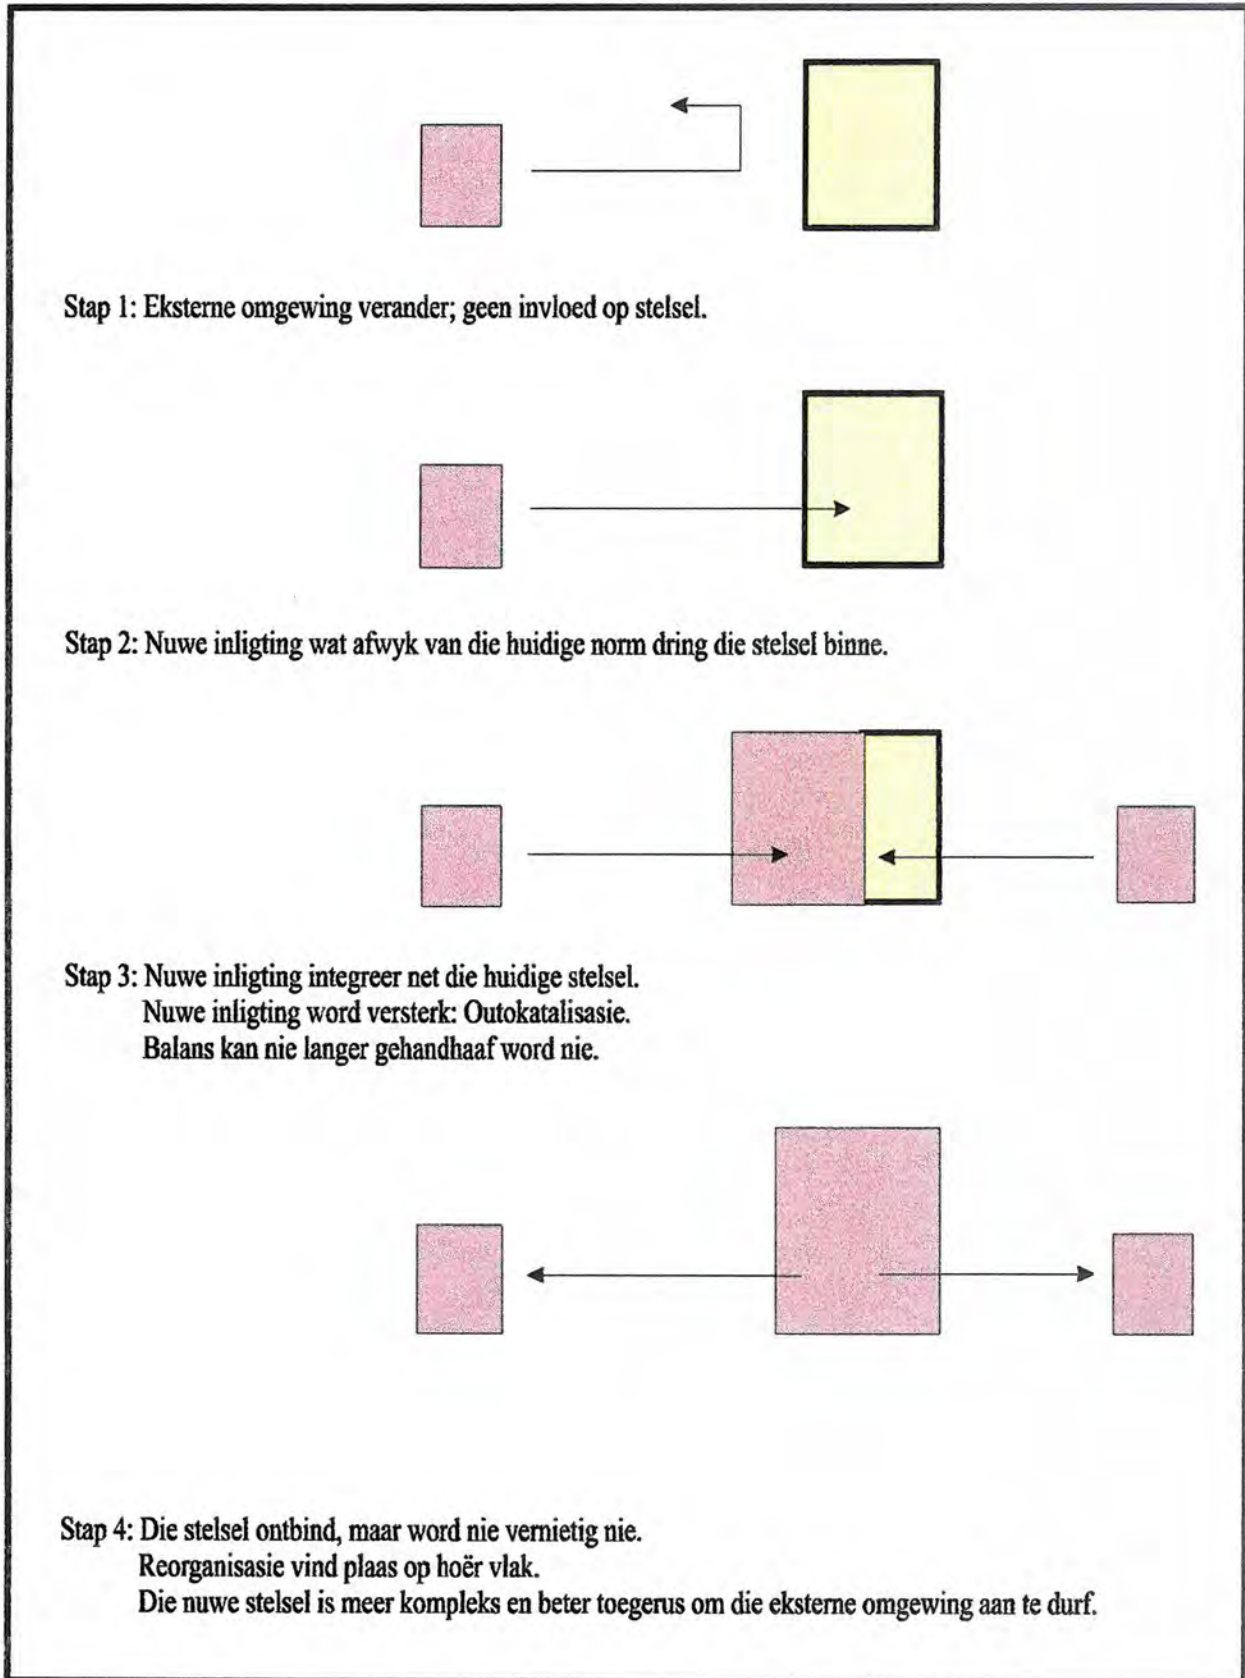 Stap 1: Eksterne omgewing verander; geen invloed op stelsel.
Stap 2: Nuwe inligting wat afwyk van die huidige norm dring die stelsel binne.
Stap 3: Nuwe inligting integreer net die huidige stelsel.
Nuwe inligting word versterk: Outokatalisasie.
Balans kan nie langer gehandhaaf word nie.
Stap 4: Die stelsel ontbind, maar word nie vernietig nie.
Reorganisasie vind plaas op hoër vlak.
Die nuwe stelsel is meer kompleks en beter toegerus om die eksterne omgewing aan te durf.